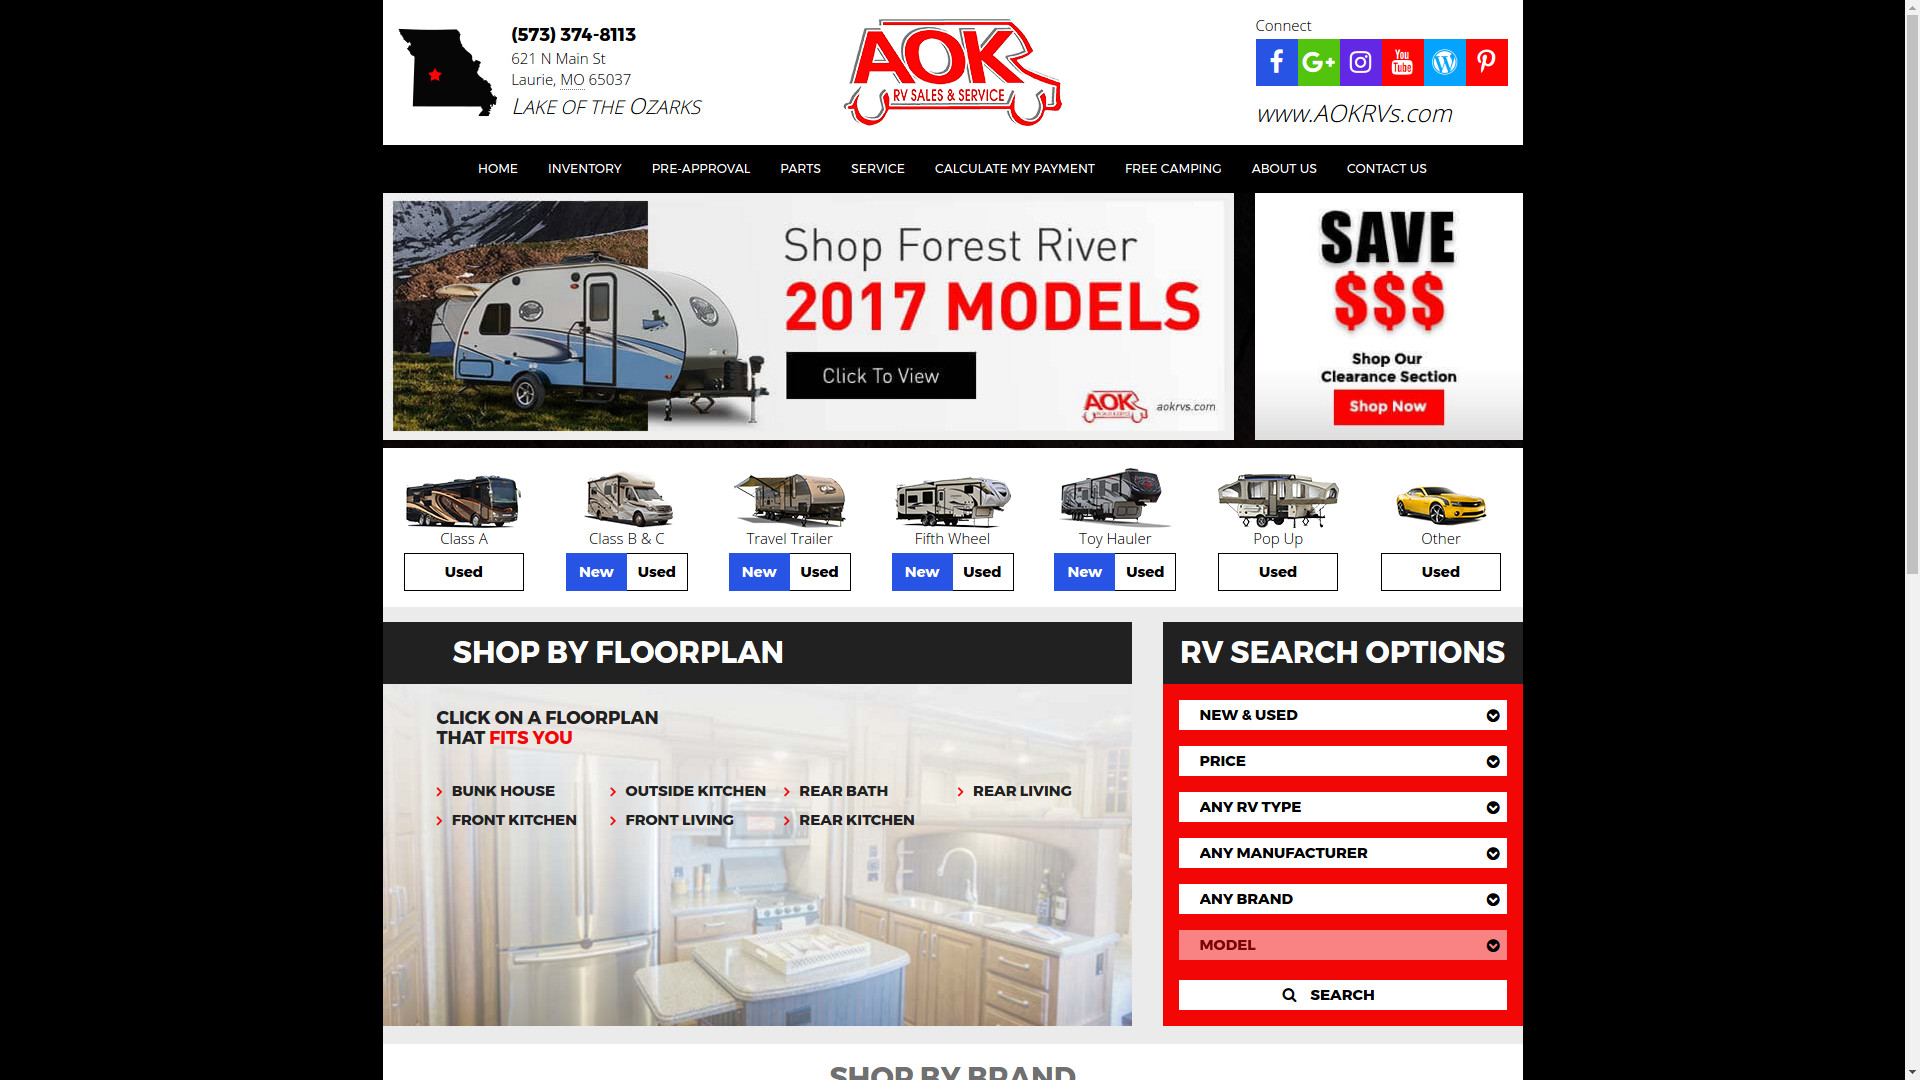 (573) 374-8113
621 N Main St
Laurie, MO 65037
LAKE OF THE OZARKS
AOK
RV SALES & SERVICE
Connect
You Tube
www.AOKRVs.com
HOME INVENTORY PRE-APPROVAL PARTS SERVICE CALCULATE MY PAYMENT FREE CAMPING ABOUT US CONTACT US
Shop Forest River
2017 MODELS
Click To View
AOK
aokrvs.com
SAVE
$$$
Shop Our
Clearance Section
Shop Now
Class A Class B & C Travel Trailer Fifth Wheel Toy Hauler Pop Up Other
Used New Used New Used New Used New Used Used Used
SHOP BY FLOORPLAN
CLICK ON A FLOORPLAN
THAT FITS YOU
BUNK HOUSE OUTSIDE KITCHEN REAR BATH REAR LIVING
FRONT KITCHEN FRONT LIVING REAR KITCHEN
RV SEARCH OPTIONS
NEW & USED
PRICE
ANY RV TYPE
ANY MANUFACTURER
ANY BRAND
MODEL
SEARCH
SHOP BY BRAND